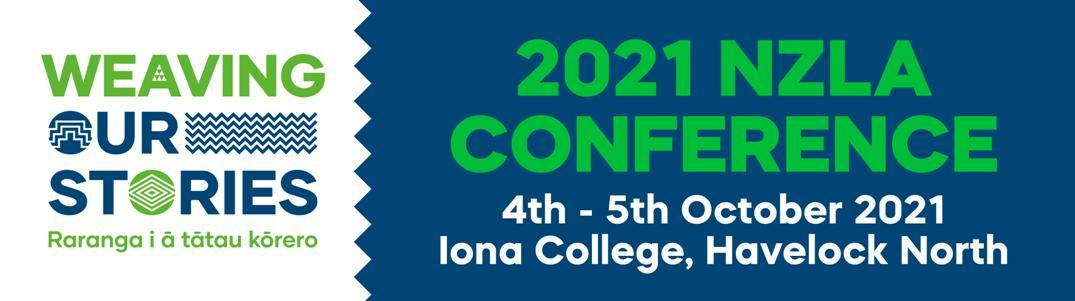 WEAVING
OUR
STORIES
Raranga i ā tātau kōrero
2021 NZLA
CONFERENCE
4th - 5th October 2021
Iona College, Havelock North